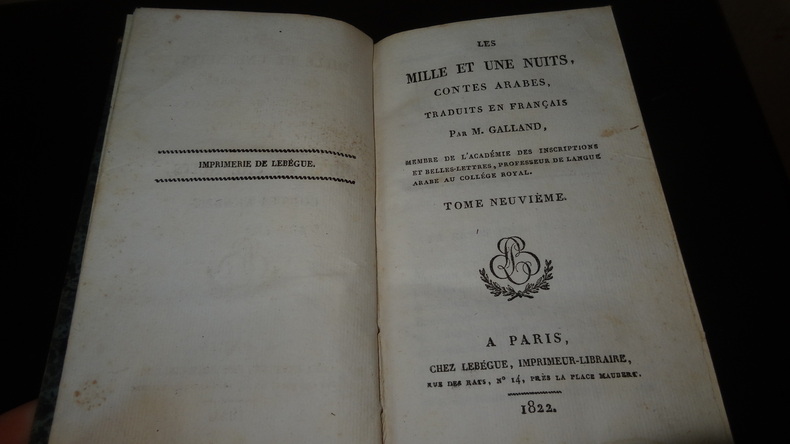 IMPRIMERIE DE LEBÉGUE.
LES
MILLE ET UNE NUITS,
CONTES ARABES,
TRADUITS EN FRANÇAIS
PAR M. GALLAND,
MEMBRE DE L'ACADÉMIE DES INSCRIPTIONS
ET BELLES-LETTRES, PROFESSEUR DE LANGUE
ARABE AU COLLÉGE ROYAL.
TOME NEUVIÈME.
A PARIS,
CHEZ LEBÉGUE, IMPRIMEUR-LIBRAIRE,
RUE DES RATS, N° 14, PRÈS LA PLACE MAUBERT.
1822.